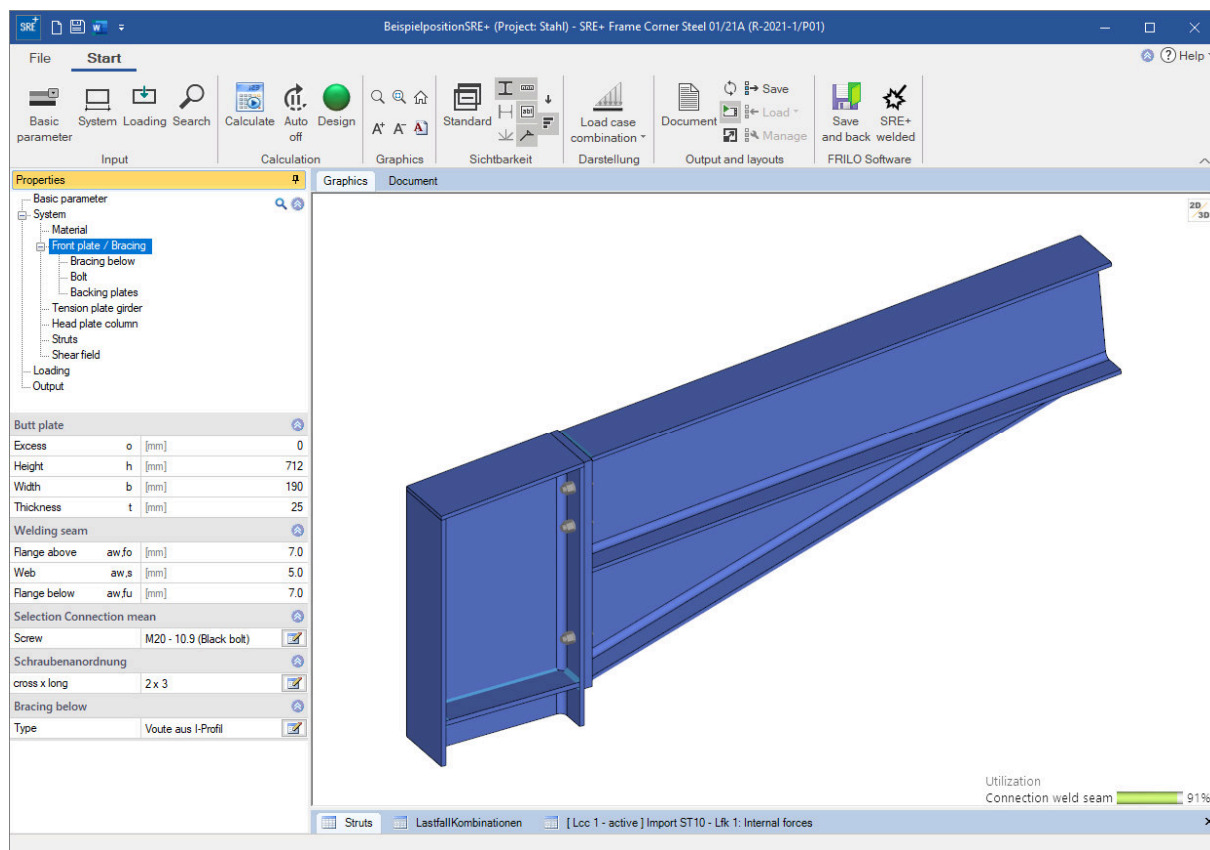 SRE+ BeispielpositionSRE+ (Project: Stahl) - SRE+ Frame Corner Steel 01/21A (R-2021-1/P01)
File Start Help
Basic parameter
System
Loading
Search
Input
Calculate
Auto off
Design
Calculation
A+ A- A
Graphics
Standard
Sichtbarkeit
Load case combination
Darstellung
Document
Save
Load
Manage
Output and layouts
Save and back
SRE+ welded
FRILO Software
Properties
Basic parameter
System
Material
Front plate / Bracing
Bracing below
Bolt
Backing plates
Tension plate girder
Head plate column
Struts
Shear field
Loading
Output
Butt plate
Excess o [mm] 0
Height h [mm] 712
Width b [mm] 190
Thickness t [mm] 25
Welding seam
Flange above aw,fo [mm] 7.0
Web aw,s [mm] 5.0
Flange below aw,fu [mm] 7.0
Selection Connection mean
Screw M20 - 10.9 (Black bolt)
Schraubenanordnung
cross x long 2 x 3
Bracing below
Type Voute aus I-Profil
Graphics Document
2D/3D
Utilization
Connection weld seam 91%
Struts LastfallKombinationen [ Lcc 1 - active ] Import ST10 - Lfk 1: Internal forces